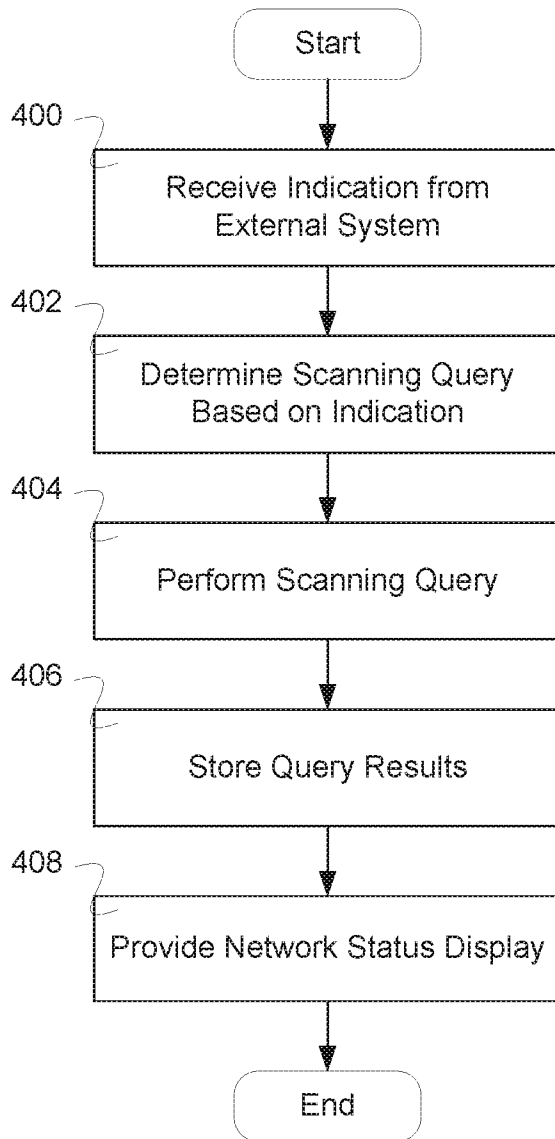 Start
400
Receive Indication from
External System
402
Determine Scanning Query
Based on Indication
404
Perform Scanning Query
406
Store Query Results
408
Provide Network Status Display
End